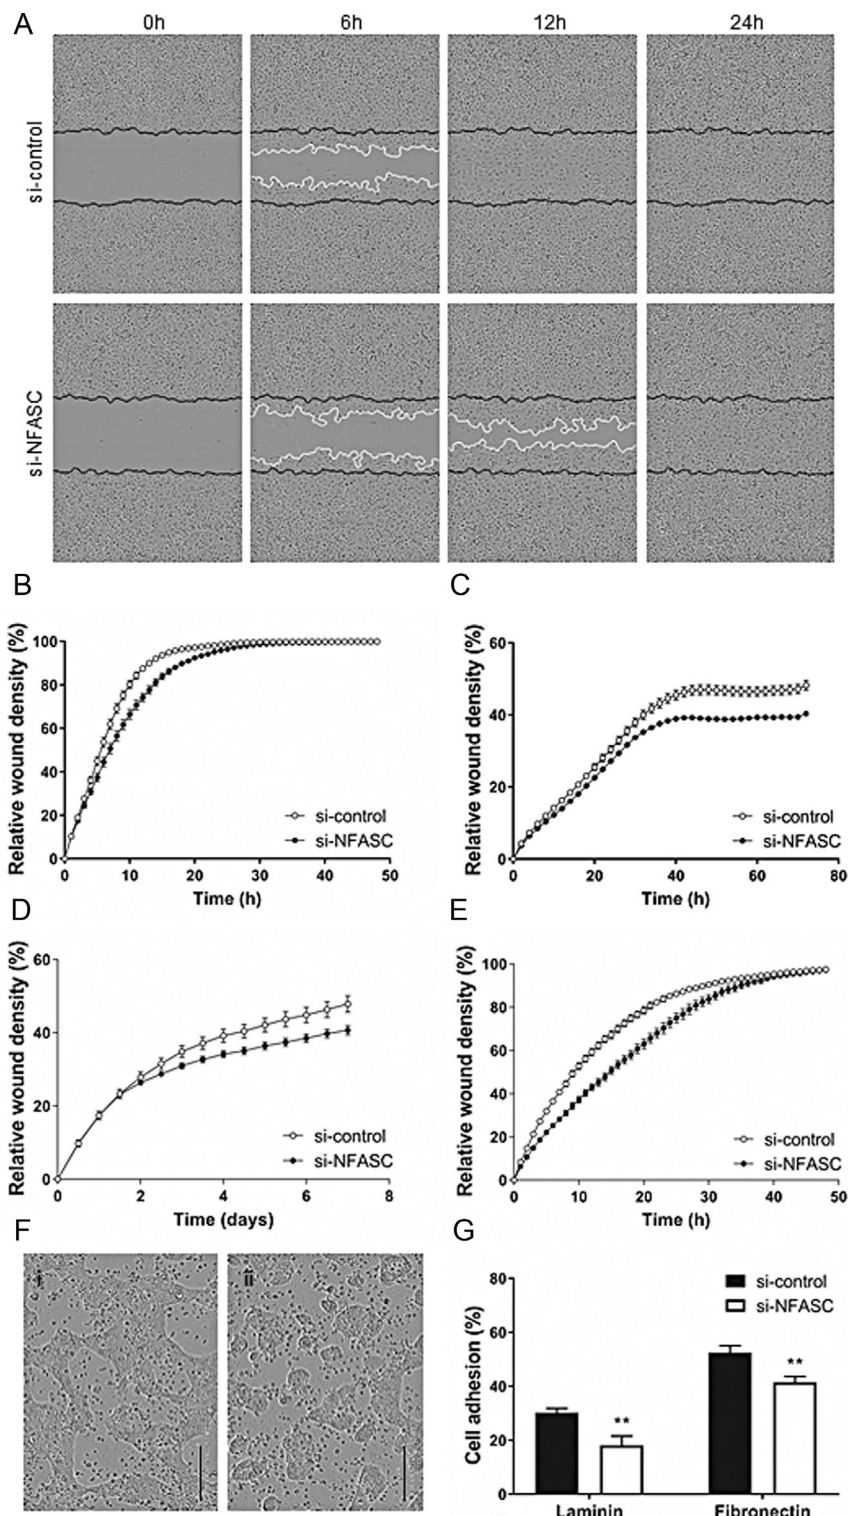 A
0h 6h 12h 24h
si-control
si-NFASC
B
Relative wound density (%)
100
80
60
40
20
0
0 10 20 30 40 50
Time (h)
si-control
si-NFASC
C
Relative wound density (%)
60
40
20
0
0 20 40 60 80
Time (h)
si-control
si-NFASC
D
Relative wound density (%)
60
40
20
0
0 2 4 6 8
Time (days)
si-control
si-NFASC
E
Relative wound density (%)
100
80
60
40
20
0
0 10 20 30 40 50
Time (h)
si-control
si-NFASC
F
i ii
G
Cell adhesion (%)
80
60
40
20
0
si-control
si-NFASC
**
**
Laminin Fibronectin